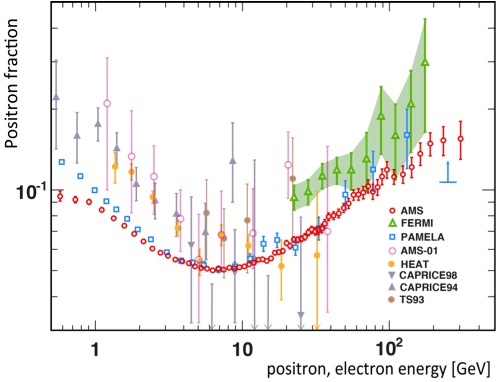 Positron fraction
10⁻¹
AMS
FERMI
PAMELA
AMS-01
HEAT
CAPRICE98
CAPRICE94
TS93
1 10 10²
positron, electron energy [GeV]